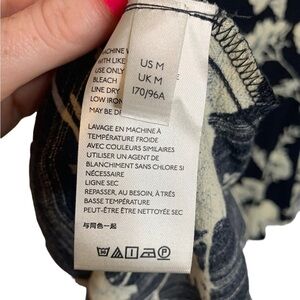 US M
UK M
170/96A
MACHINE W
WITH LIKE
USE ONLY
BLEACH
LINE DRY
LOW IRON
MAY BE
LAVAGE EN MACHINE À
TEMPÉRATURE FROIDE
AVEC COULEURS SIMILAIRES
UTILISER UN AGENT DE
BLANCHIMENT SANS CHLORE SI
NÉCESSAIRE
LIGNE SEC
REPASSER, AU BESOIN, À TRÉS
BASSE TEMPÉRATURE
PEUT-ÊTRE ÊTRE NETTOYÉE SEC
与同色一起